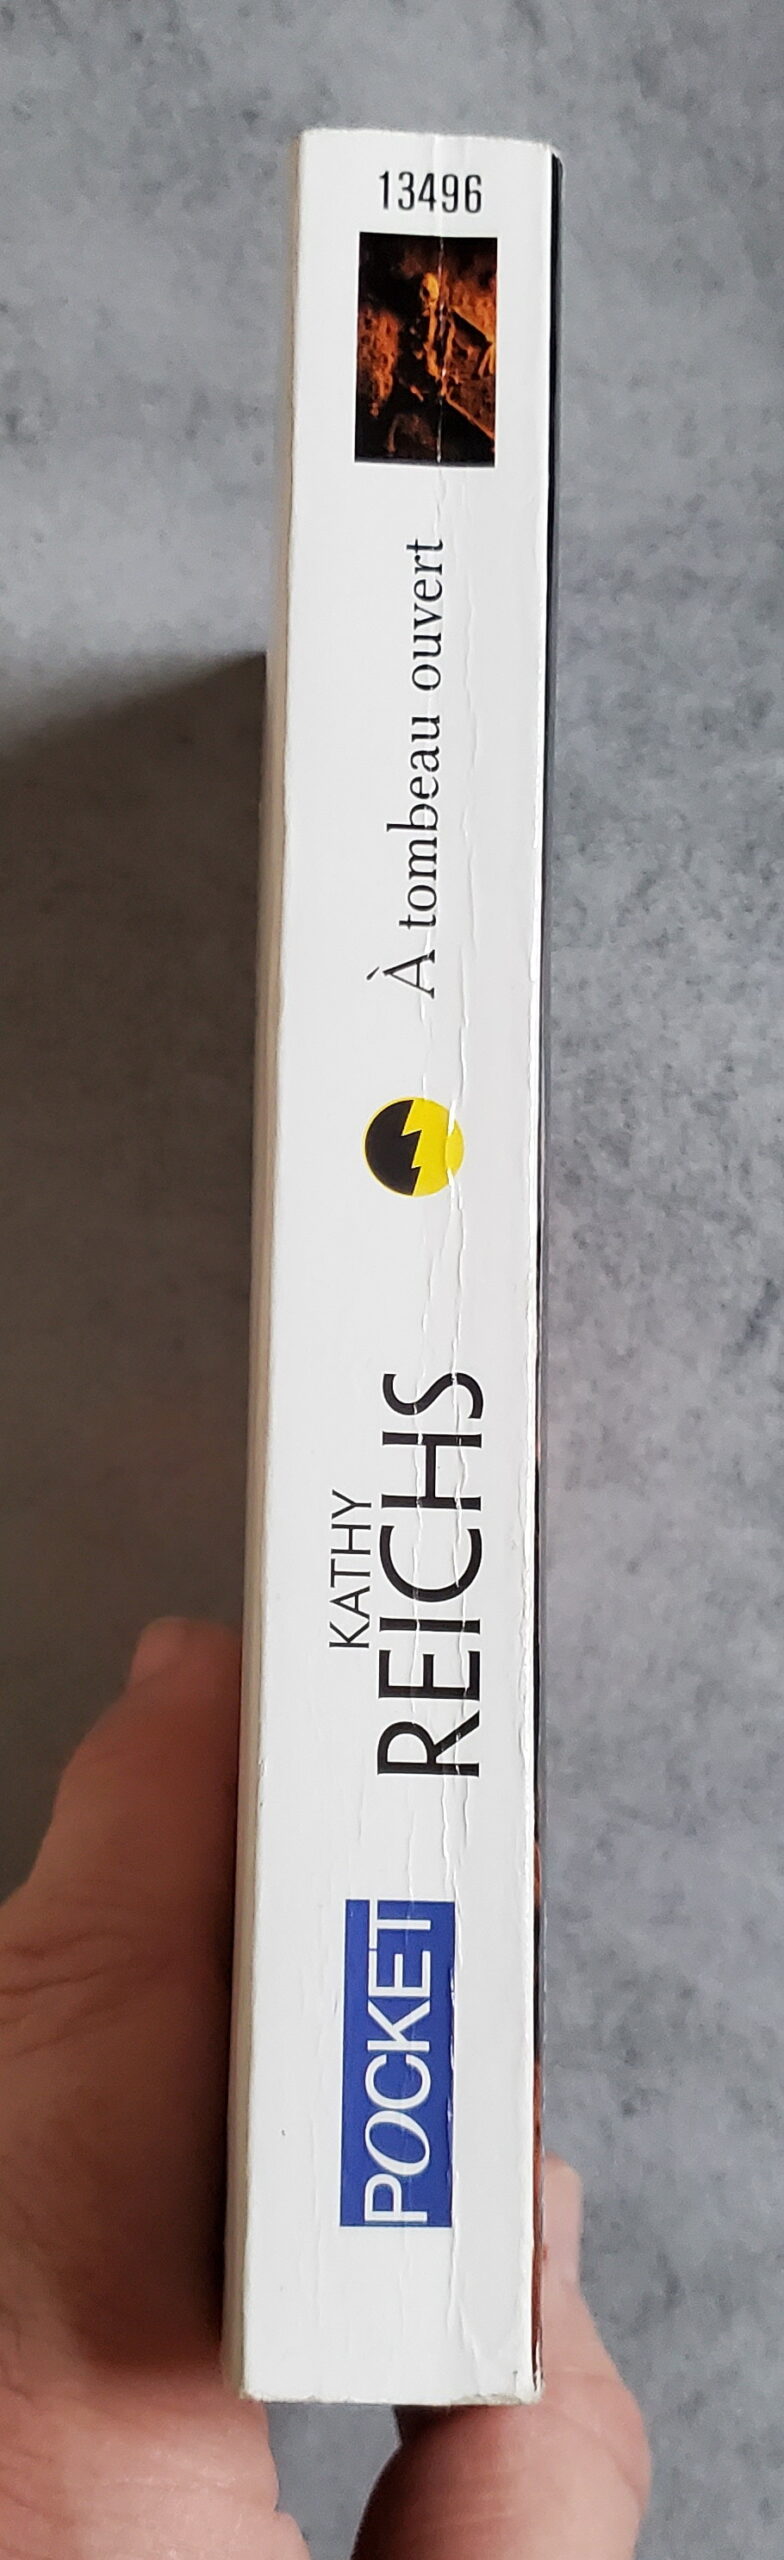 13496
À tombeau ouvert
KATHY
REICHS
POCKET